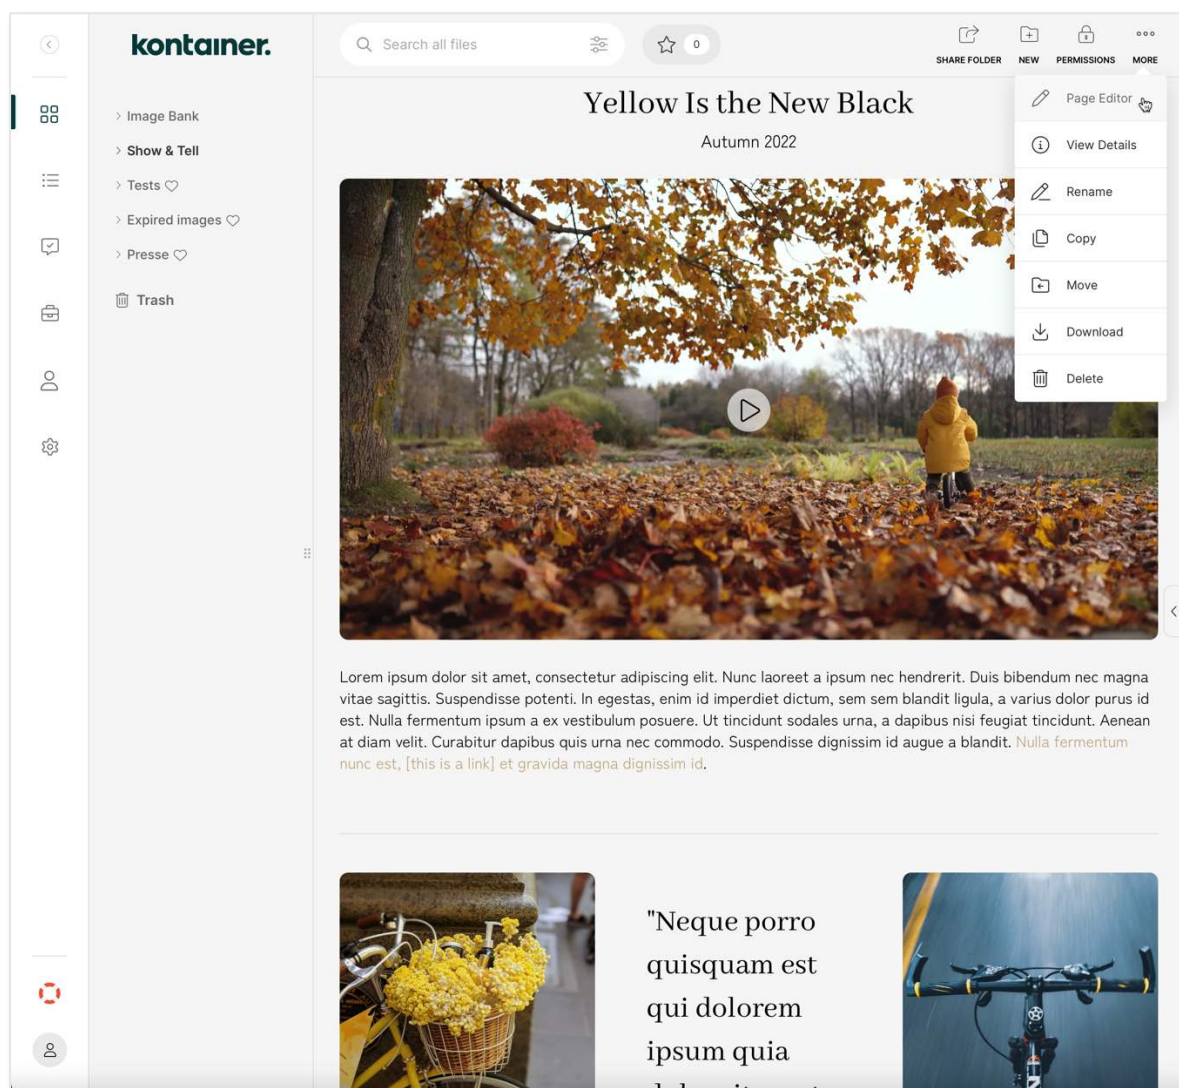 kontainer.
Search all files
0
SHARE FOLDER
NEW
PERMISSIONS
MORE
Image Bank
Show & Tell
Tests
Expired images
Presse
Trash
Page Editor
View Details
Rename
Copy
Move
Download
Delete
Yellow Is the New Black
Autumn 2022
Lorem ipsum dolor sit amet, consectetur adipiscing elit. Nunc laoreet a ipsum nec hendrerit. Duis bibendum nec magna
vitae sagittis. Suspendisse potenti. In egestas, enim id imperdiet dictum, sem sem blandit ligula, a varius dolor purus id
est. Nulla fermentum ipsum a ex vestibulum posuere. Ut tincidunt sodales urna, a dapibus nisi feugiat tincidunt. Aenean
at diam velit. Curabitur dapibus quis urna nec commodo. Suspendisse dignissim id augue a blandit. Nulla fermentum
nunc est, [this is a link] et gravida magna dignissim id.
"Neque porro
quisquam est
qui dolorem
ipsum quia